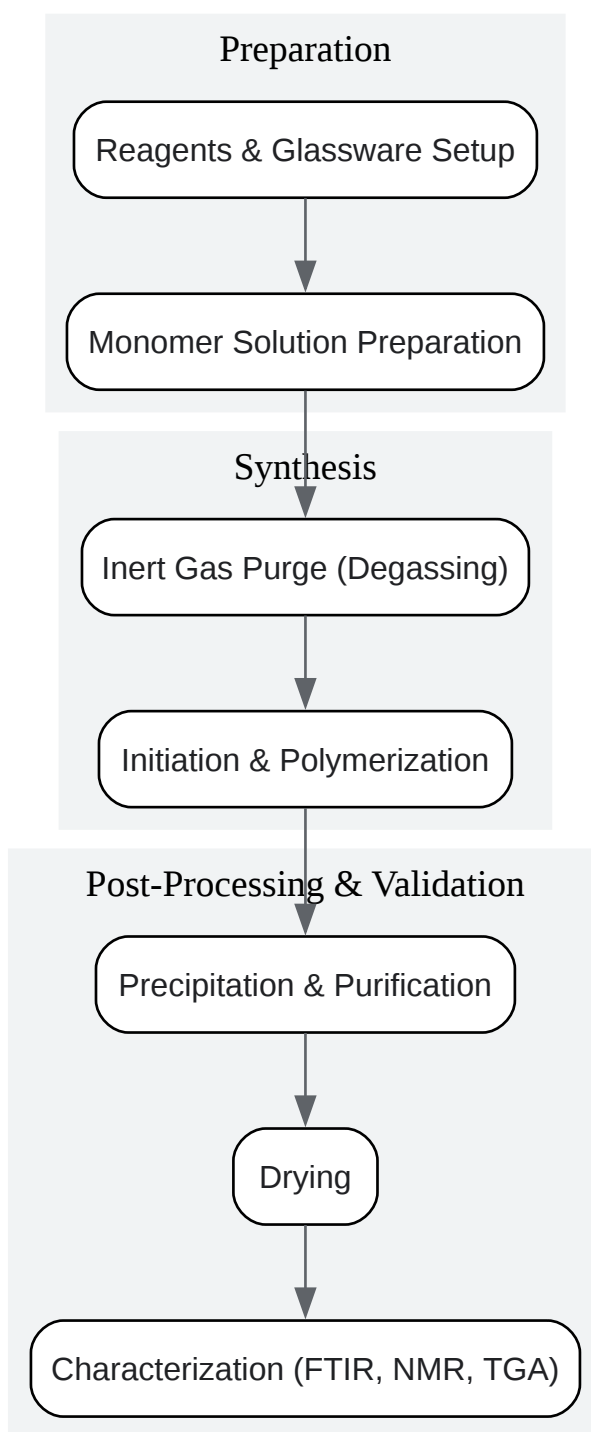 Preparation
Reagents & Glassware Setup
Monomer Solution Preparation
Synthesis
Inert Gas Purge (Degassing)
Initiation & Polymerization
Post-Processing & Validation
Precipitation & Purification
Drying
Characterization (FTIR, NMR, TGA)